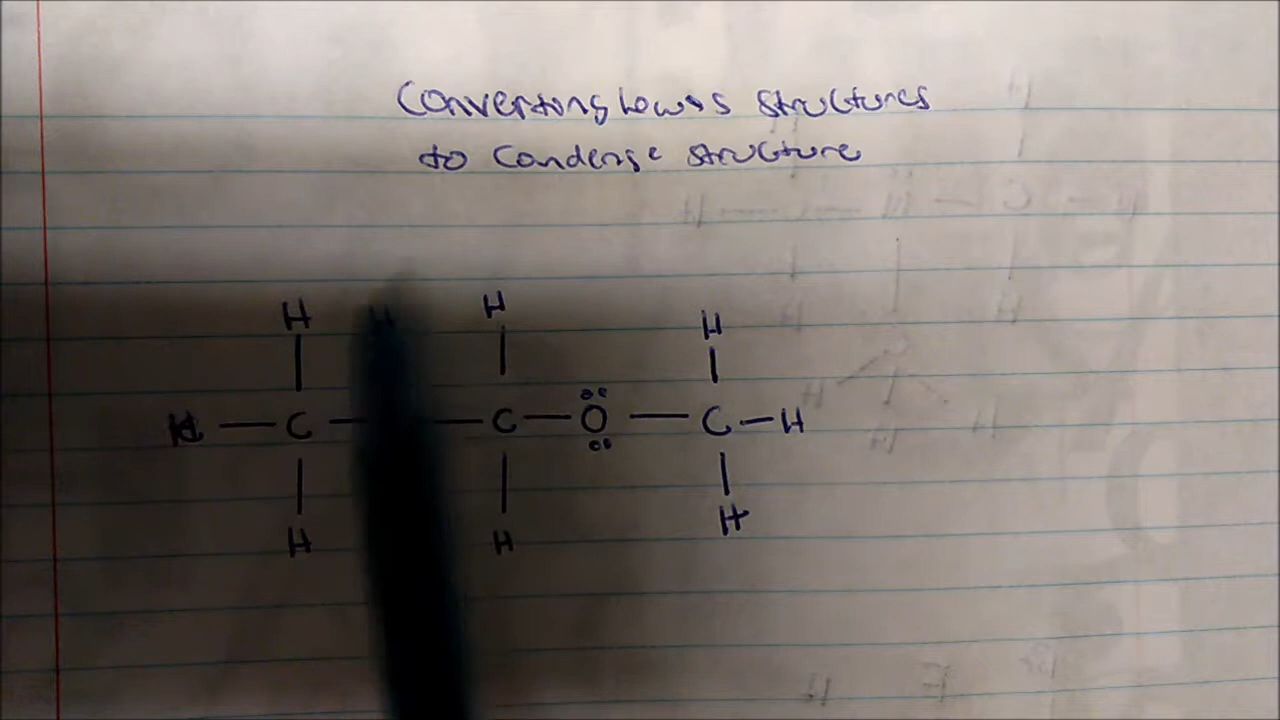 Converting Lewis Structures
to Condense Structure
H H H H
H — C — — C — O — C — H
H H H